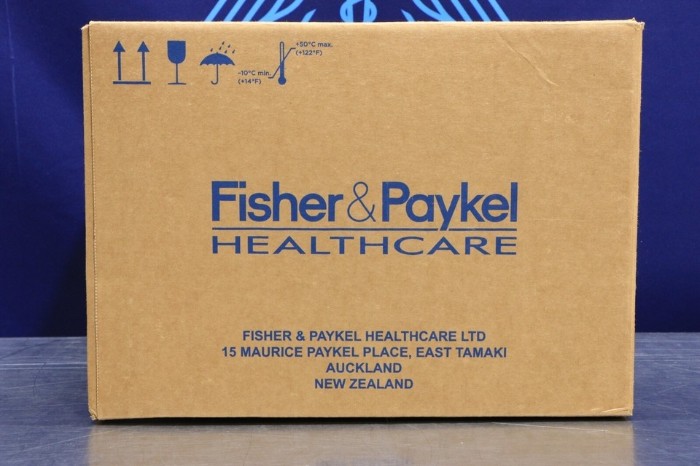 +50°C max.
(+122°F)
-10°C min.
(+14°F)
Fisher & Paykel
HEALTHCARE
FISHER & PAYKEL HEALTHCARE LTD
15 MAURICE PAYKEL PLACE, EAST TAMAKI
AUCKLAND
NEW ZEALAND